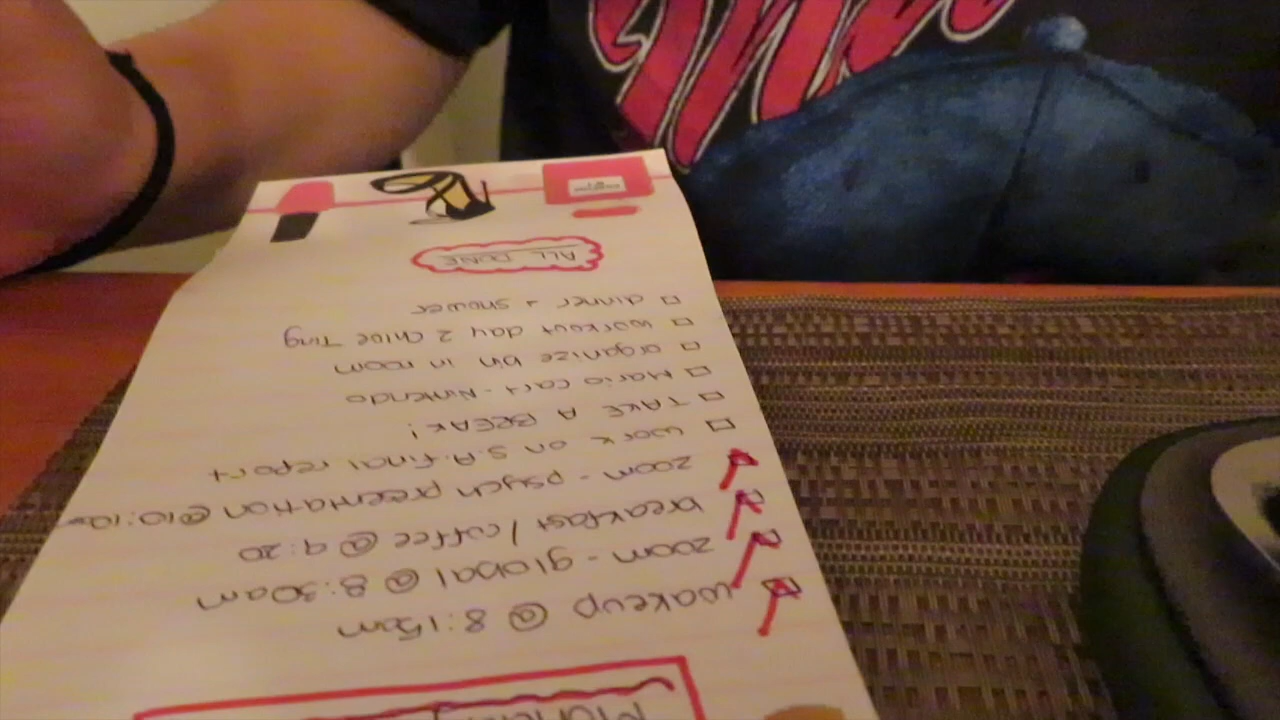 Monday
wakeup @ 8:15am
zoom - global @ 8:30am
breakfast / coffee @ 9:20
zoom - psych presentation @10:10am
work on S.A. final report
TAKE A BREAK!
Mario cart - Nintendo
organize bin in room
workout day 2 Chloe Ting
dinner + shower
ALL DONE